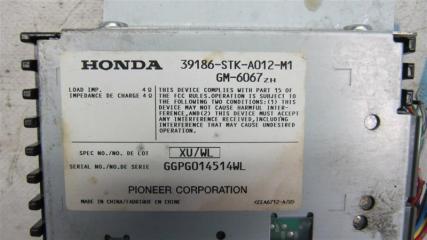 HONDA 39186-STK-A012-M1
GM-6067ZH
LOAD IMP. 4Ω
IMPEDANCE DE CHARGE 4Ω
THIS DEVICE COMPLIES WITH PART 15 OF
THE FCC RULES.OPERATION IS SUBJECT TO
THE FOLLOWING TWO CONDITIONS:(1)THIS
DEVICE MAY NOT CAUSE HARMFUL INTER-
FERENCE,AND(2)THIS DEVICE MUST ACCEPT
ANY INTERFERENCE RECEIVED,INCLUDING
INTERFERENCE THAT MAY CAUSE UNDESIRED
OPERATION.
SPEC NO./NO. DE LOT XU/WL
SERIAL NO./NO.DE SERIE GGPG014514WL
PIONEER CORPORATION
MADE IN CHINA/FABRIQUE EN CHINE